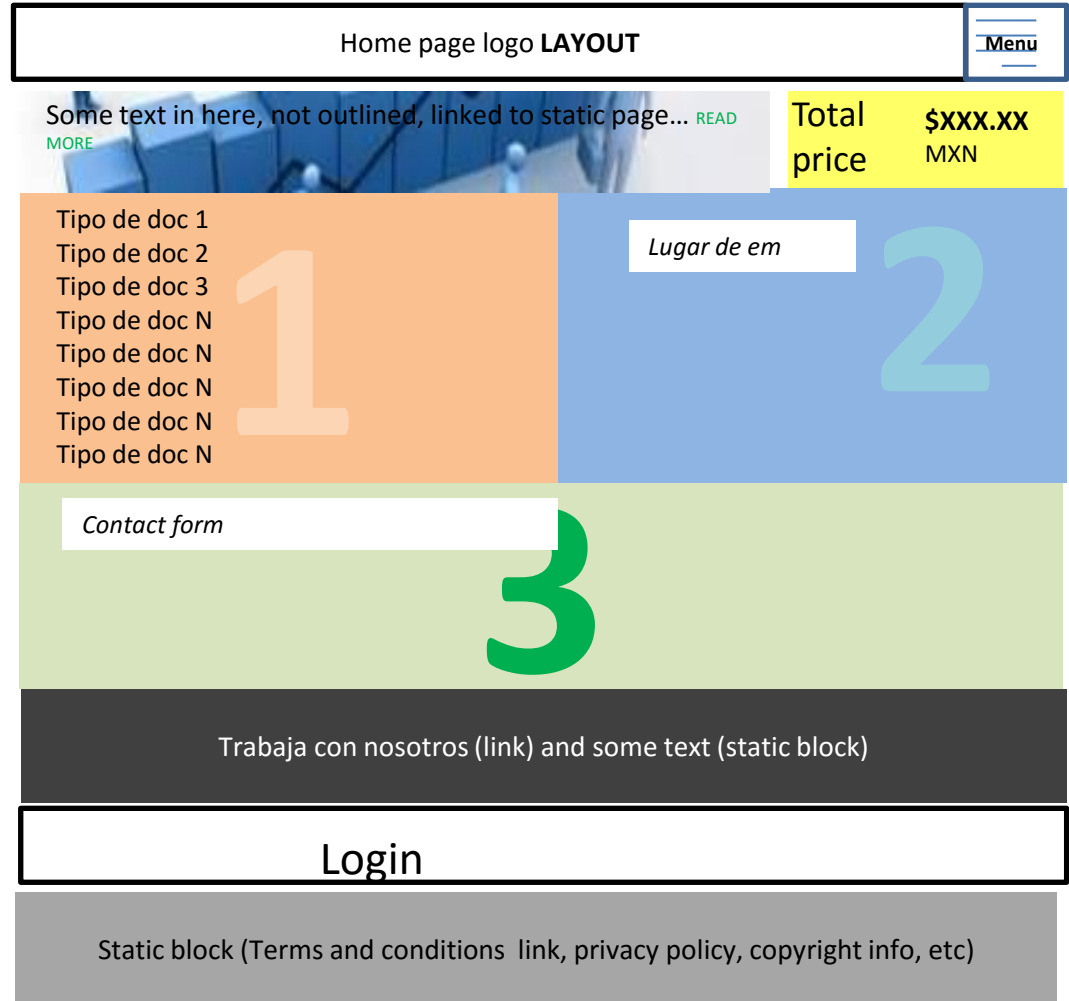 Home page logo LAYOUT
Menu
Some text in here, not outlined, linked to static page... READ
MORE
Total
price
$XXX.XX
MXN
Tipo de doc 1
Tipo de doc 2
Tipo de doc 3
Tipo de doc N
Tipo de doc N
Tipo de doc N
Tipo de doc N
Tipo de doc N
1
Lugar de em
2
Contact form
3
Trabaja con nosotros (link) and some text (static block)
Login
Static block (Terms and conditions link, privacy policy, copyright info, etc)